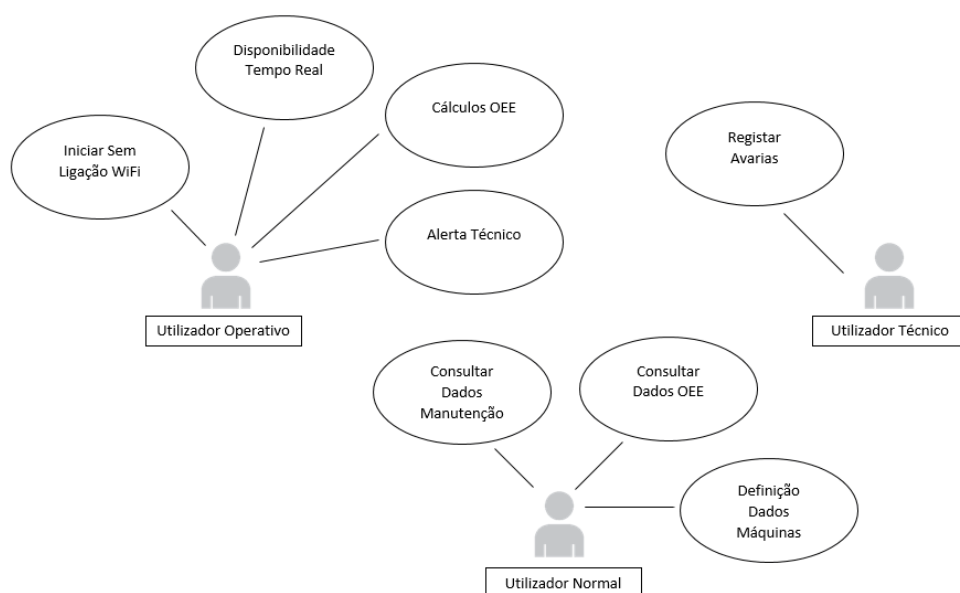 Disponibilidade
Tempo Real
Cálculos OEE
Iniciar Sem
Ligação WiFi
Alerta Técnico
Utilizador Operativo
Registar
Avarias
Utilizador Técnico
Consultar
Dados
Manutenção
Consultar
Dados OEE
Definição
Dados
Máquinas
Utilizador Normal